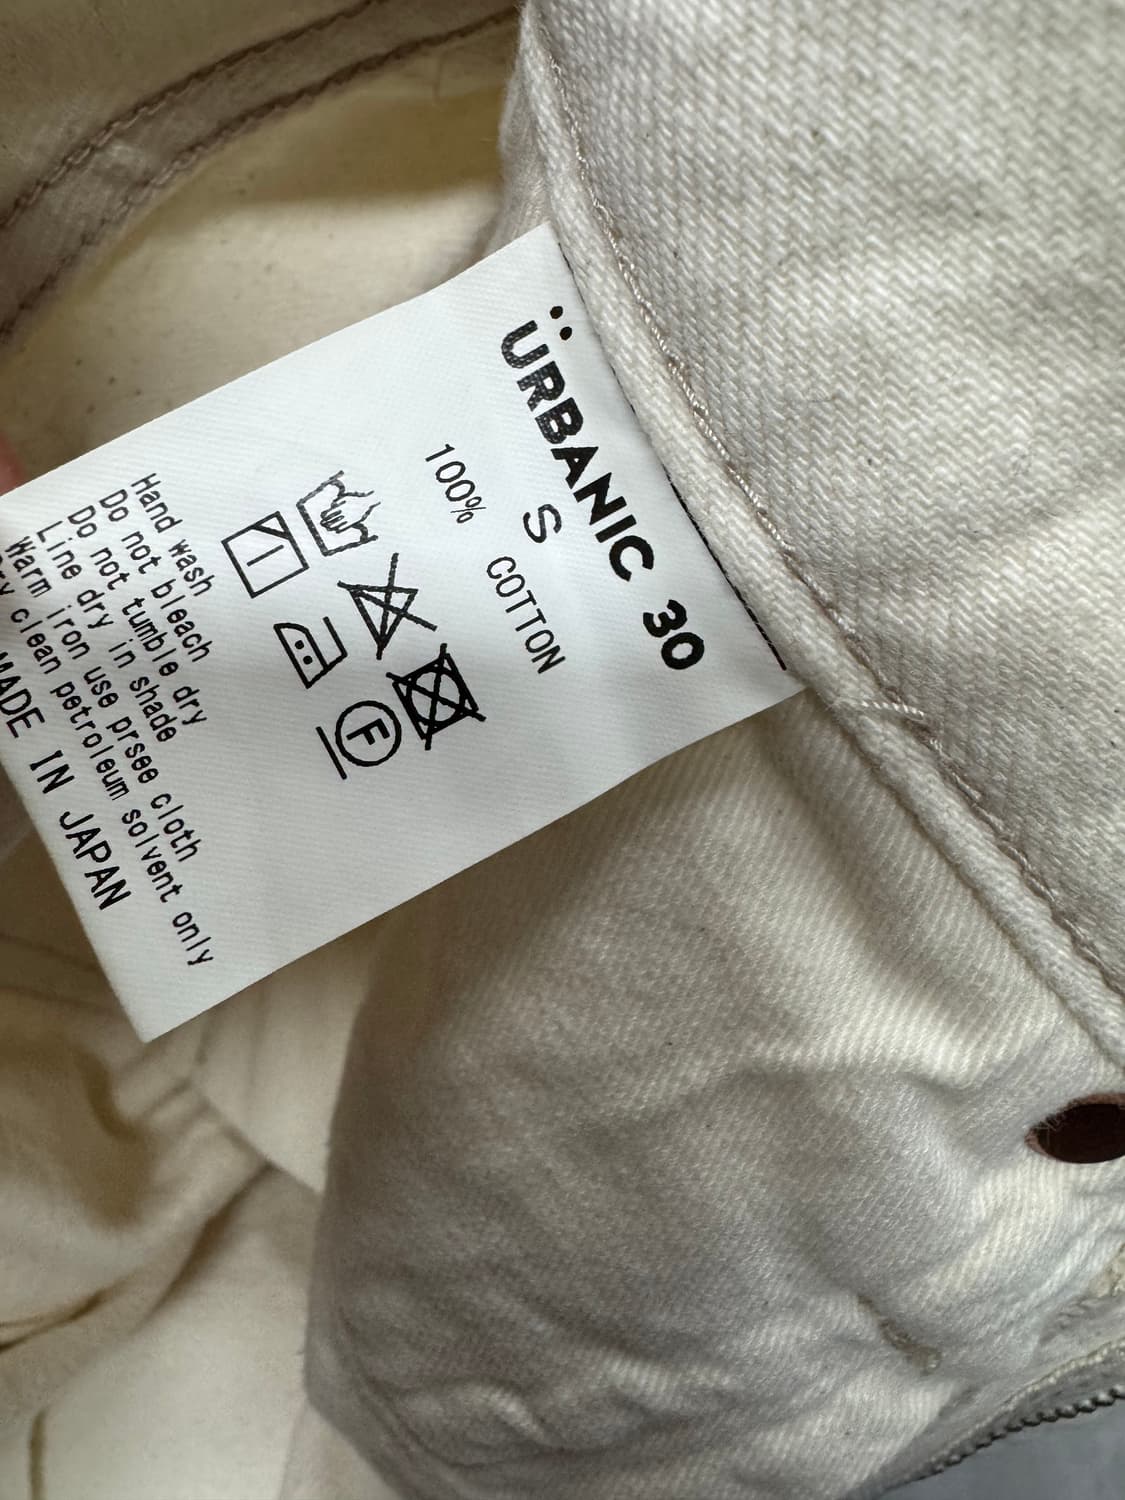 ÜRBANIC 30
S
100% COTTON
F
Hand wash
Do not bleach
Do not tumble dry
Line dry in shade
Warm iron use prsee cloth
clean petroleum solvent only
MADE IN JAPAN